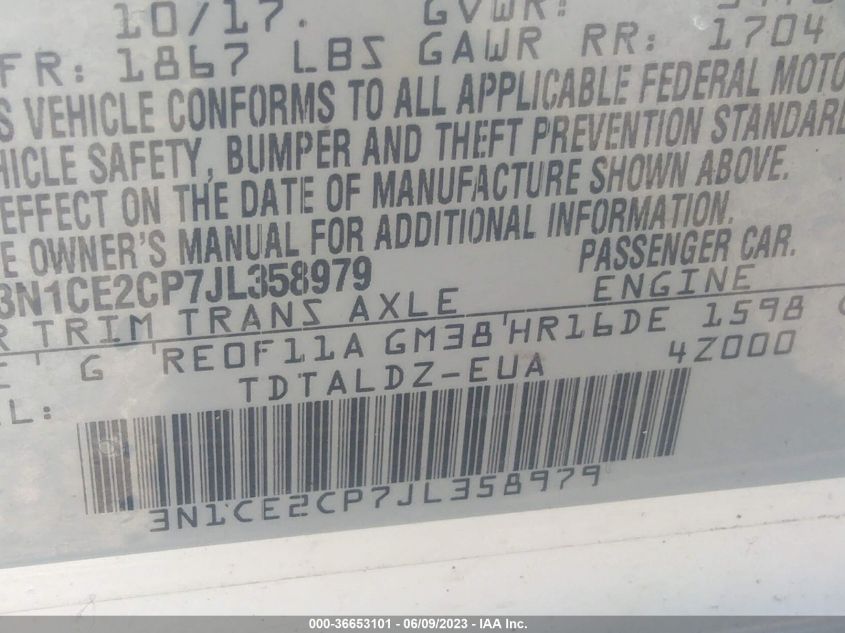 10/17. GVWR:
FR: 1867 LBS GAWR RR: 1704
S VEHICLE CONFORMS TO ALL APPLICABLE FEDERAL MOTO
HICLE SAFETY, BUMPER AND THEFT PREVENTION STANDARD
EFFECT ON THE DATE OF MANUFACTURE SHOWN ABOVE.
E OWNER'S MANUAL FOR ADDITIONAL INFORMATION.
3N1CE2CP7JL358979 PASSENGER CAR.
R TRIM TRANS AXLE ENGINE
G RE0F11A GM38 HR16DE 1598
L: TDTALDZ-EUA 4Z000
3N1CE2CP7JL358979
000-36653101 - 06/09/2023 - IAA Inc.